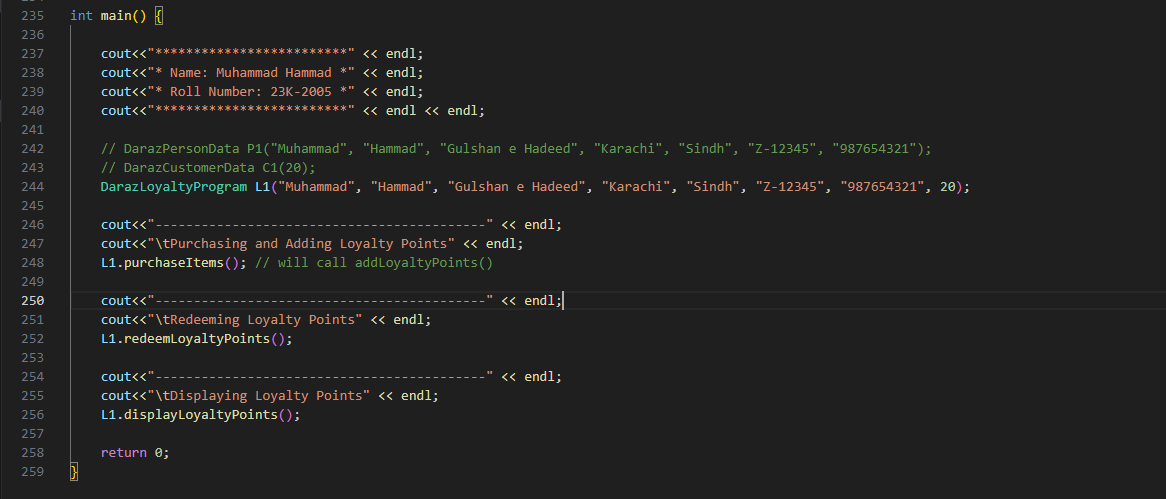 235 int main() {
236
237 cout<<"*************************" << endl;
238 cout<<"* Name: Muhammad Hammad *" << endl;
239 cout<<"* Roll Number: 23K-2005 *" << endl;
240 cout<<"*************************" << endl << endl;
241
242 // DarazPersonData P1("Muhammad", "Hammad", "Gulshan e Hadeed", "Karachi", "Sindh", "Z-12345", "987654321");
243 // DarazCustomerData C1(20);
244 DarazLoyaltyProgram L1("Muhammad", "Hammad", "Gulshan e Hadeed", "Karachi", "Sindh", "Z-12345", "987654321", 20);
245
246 cout<<"-------------------------------------------" << endl;
247 cout<<"\tPurchasing and Adding Loyalty Points" << endl;
248 L1.purchaseItems(); // will call addLoyaltyPoints()
249
250 cout<<"-------------------------------------------" << endl;
251 cout<<"\tRedeeming Loyalty Points" << endl;
252 L1.redeemLoyaltyPoints();
253
254 cout<<"-------------------------------------------" << endl;
255 cout<<"\tDisplaying Loyalty Points" << endl;
256 L1.displayLoyaltyPoints();
257
258 return 0;
259 }